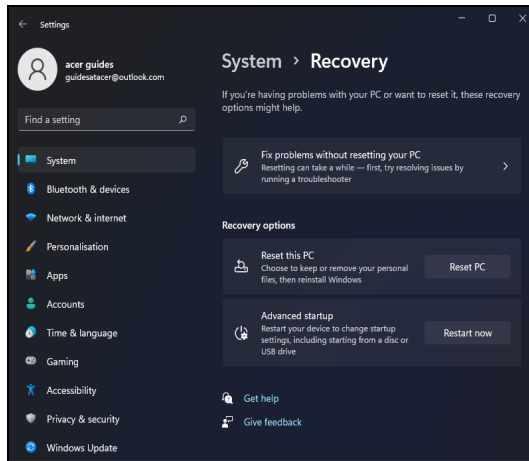 Settings
acer guides
guidesatacer@outlook.com
Find a setting
System
Bluetooth & devices
Network & internet
Personalisation
Apps
Accounts
Time & language
Gaming
Accessibility
Privacy & security
Windows Update
System > Recovery
If you're having problems with your PC or want to reset it, these recovery
options might help.
Fix problems without resetting your PC
Resetting can take a while — first, try resolving issues by
running a troubleshooter
Recovery options
Reset this PC
Choose to keep or remove your personal
files, then reinstall Windows
Reset PC
Advanced startup
Restart your device to change startup
settings, including starting from a disc or
USB drive
Restart now
Get help
Give feedback